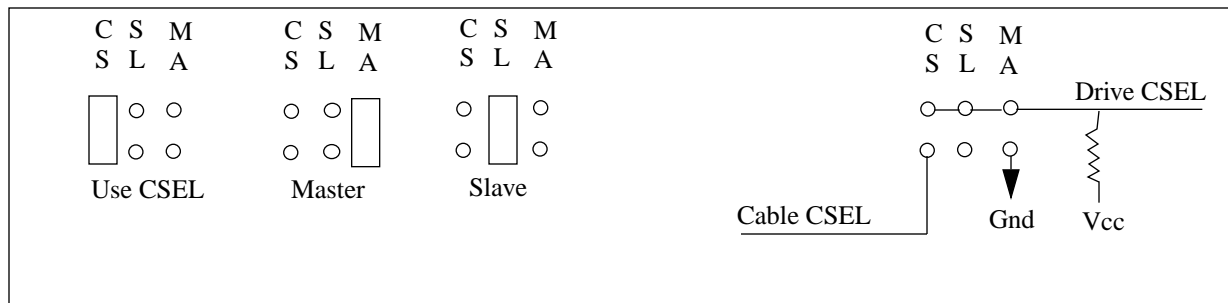 C S M
S L A
C S M
S L A
C S M
S L A
C S M
S L A
Drive CSEL
Use CSEL
Master
Slave
Cable CSEL
Gnd
Vcc